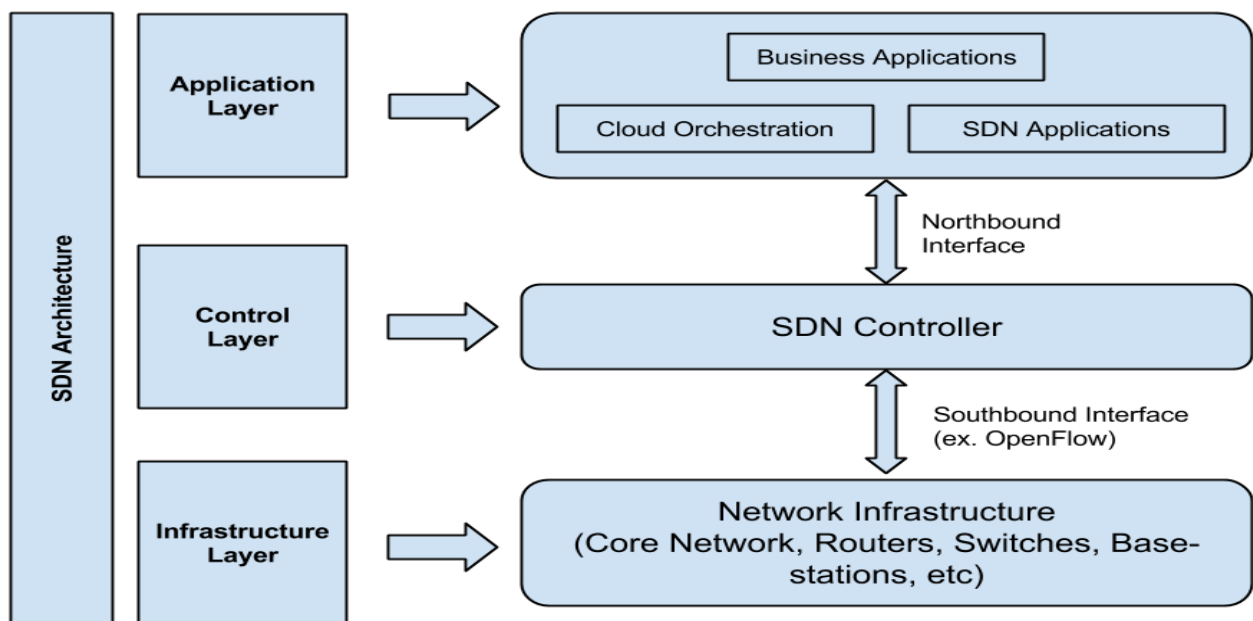 SDN Architecture
Application
Layer
Business Applications
Cloud Orchestration
SDN Applications
Northbound
Interface
Control
Layer
SDN Controller
Southbound Interface
(ex. OpenFlow)
Infrastructure
Layer
Network Infrastructure
(Core Network, Routers, Switches, Base-
stations, etc)